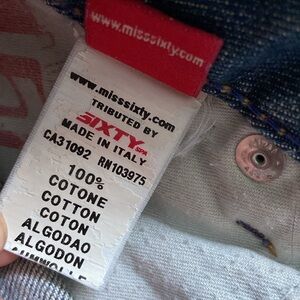 www.misssixty.com
www.misssixty.com
TRIBUTED BY
SIXTY
MADE IN ITALY
CA31092 RN103975
100%
COTONE
COTTON
COTON
ALGODAO
ALGODON